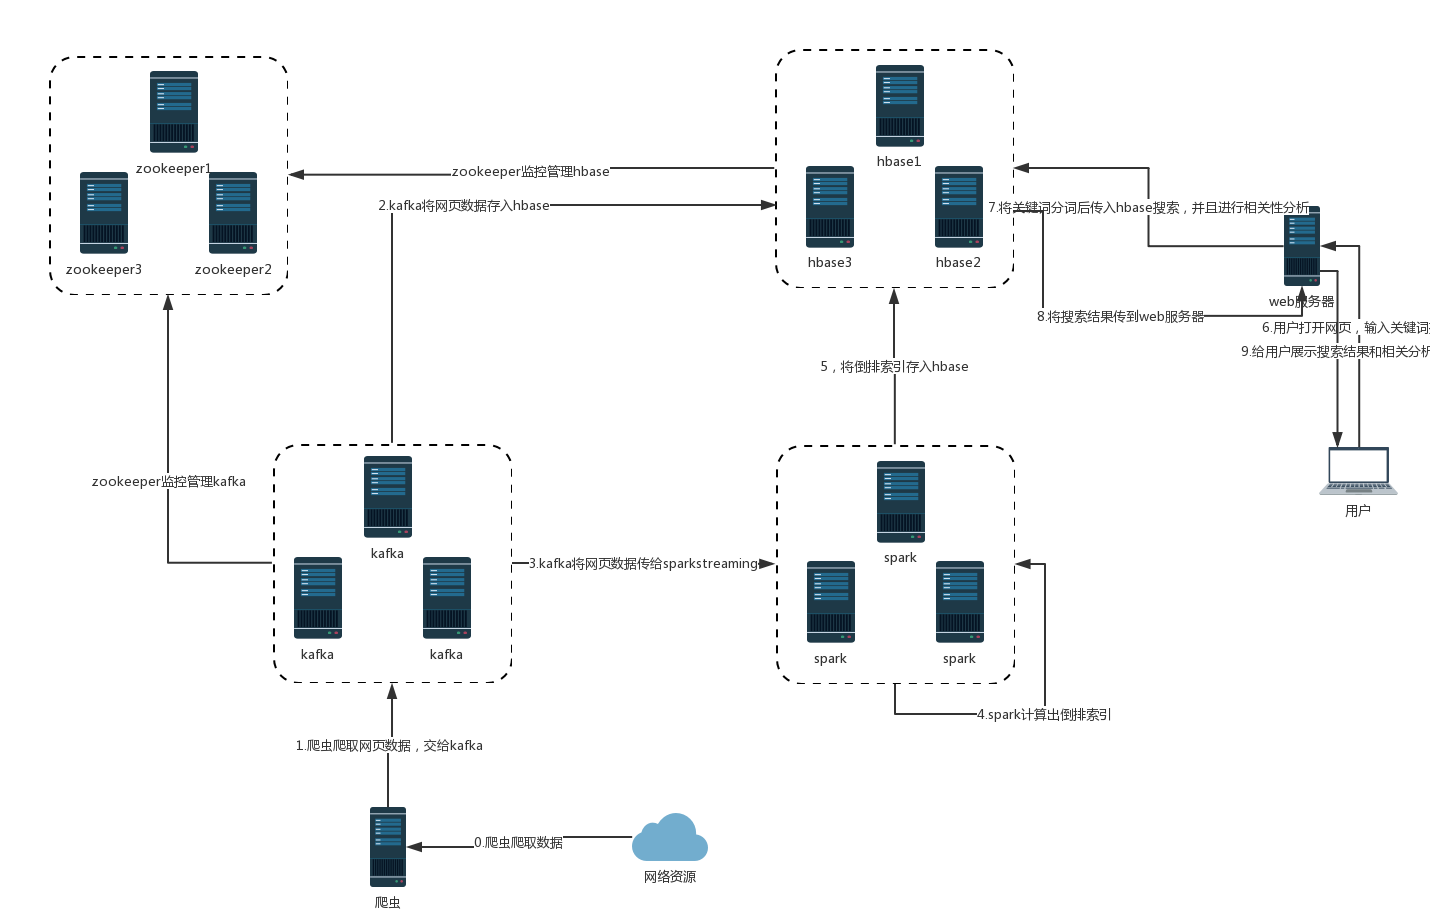 hbase1
zookeeper1
zookeeper监控管理hbase
2.kafka将网页数据存入hbase
7.将关键词分词后传入hbase搜索，并且进行相关性分析
hbase3
hbase2
zookeeper3
zookeeper2
web服务器
8.将搜索结果传到web服务器
6.用户打开网页，输入关键词
9.给用户展示搜索结果和相关分析
5，将倒排索引存入hbase
zookeeper监控管理kafka
用户
kafka
spark
3.kafka将网页数据传给sparkstreaming
kafka
kafka
spark
spark
4.spark计算出倒排索引
1.爬虫爬取网页数据，交给kafka
0.爬虫爬取数据
网络资源
爬虫